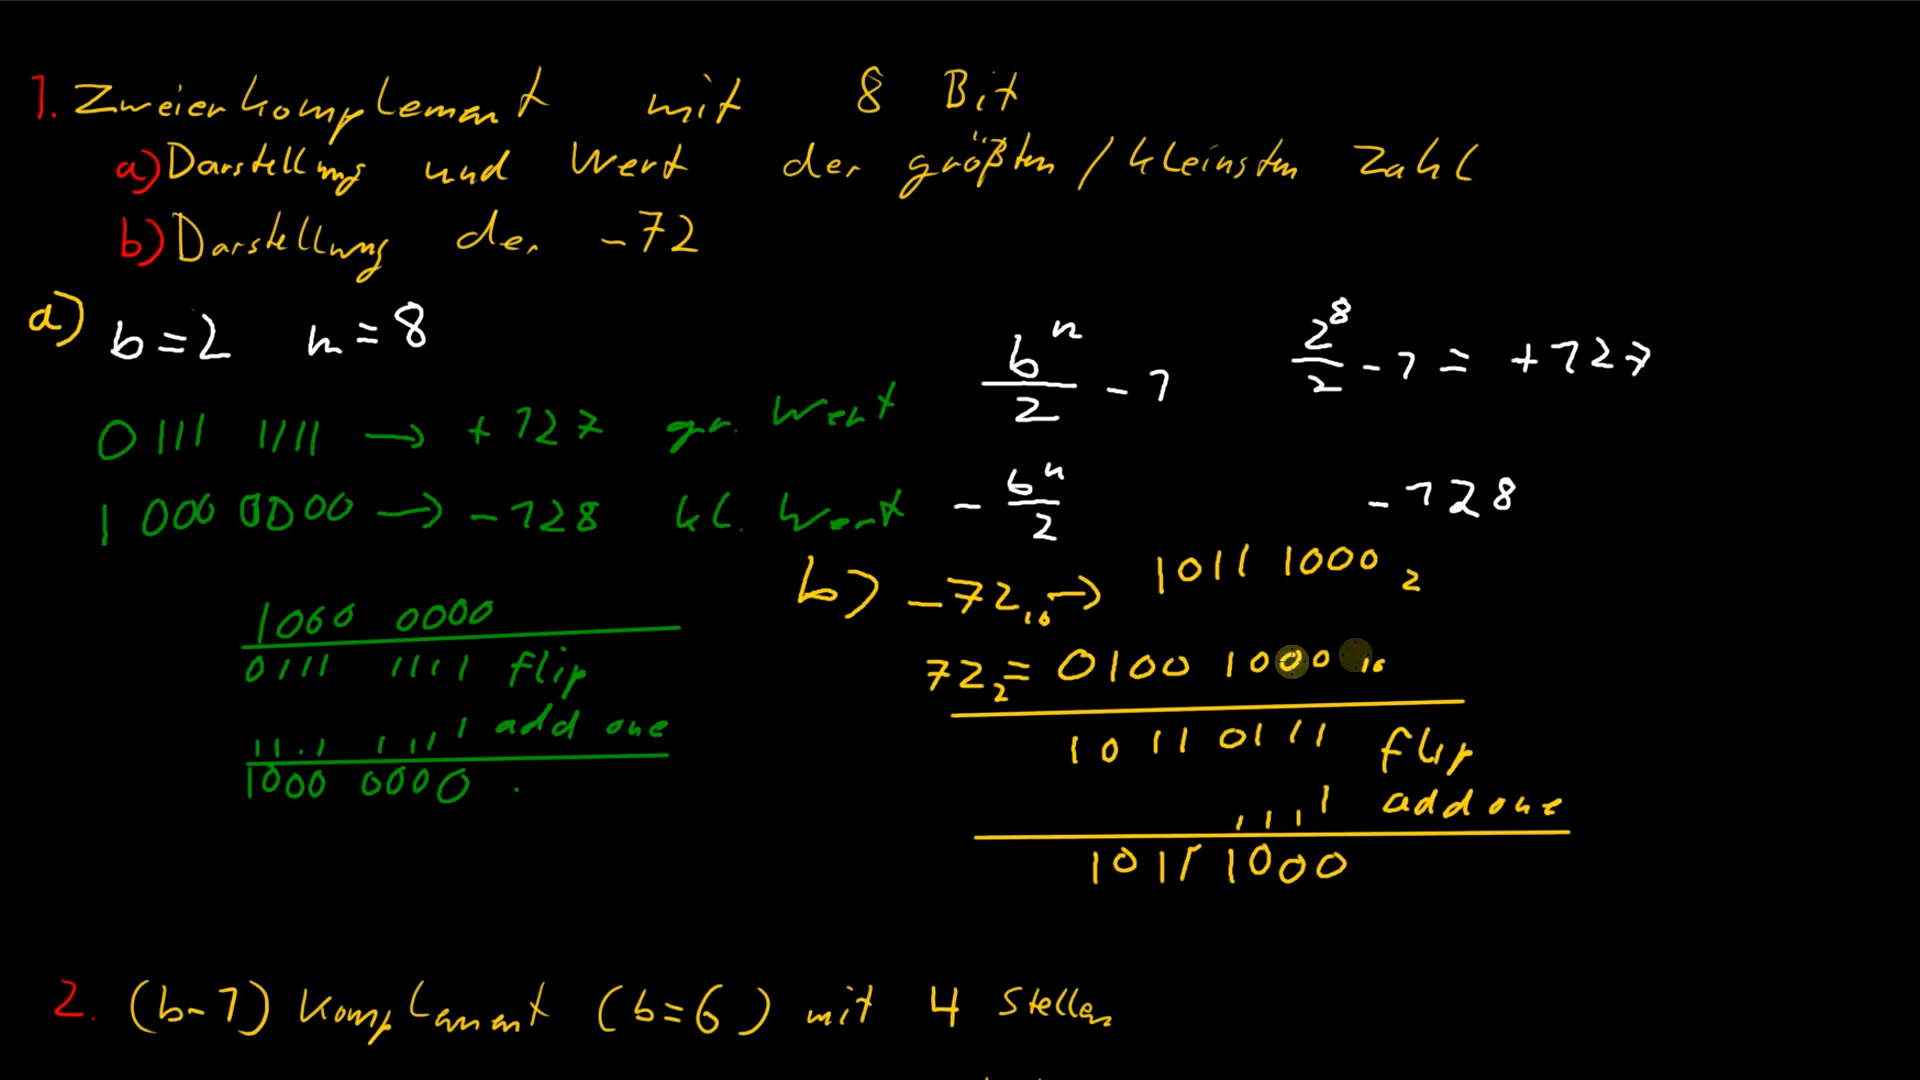 1. Zweierkomplement mit 8 Bit
a) Darstellung und Wert der größten / kleinsten Zahl
b) Darstellung der -72
a) b=2 n=8
b^n/2 - 1
2^8/2 - 1 = +127
0111 1111 → +127 gr. Wert
-b^n/2
-128
1000 0000 → -128 kl. Wert
1000 0000
0111 1111 flip
1111 1111 add one
1000 0000 .
b) -72₁₀ → 1011 1000₂
72₂ = 0100 1000₁₀
1011 0111 flip
1111 add one
1011 1000
2. (b-1) Komplement (b=6) mit 4 Stellen